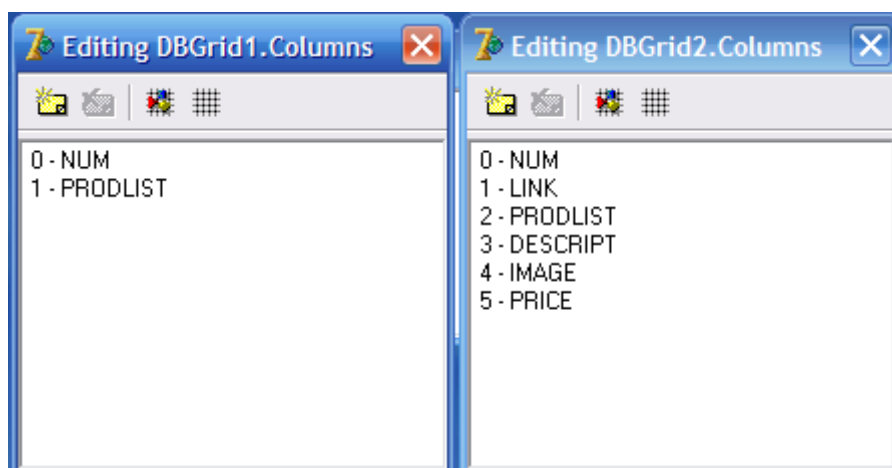 Editing DBGrid1.Columns
0 - NUM
1 - PRODLIST
Editing DBGrid2.Columns
0 - NUM
1 - LINK
2 - PRODLIST
3 - DESCRIPT
4 - IMAGE
5 - PRICE